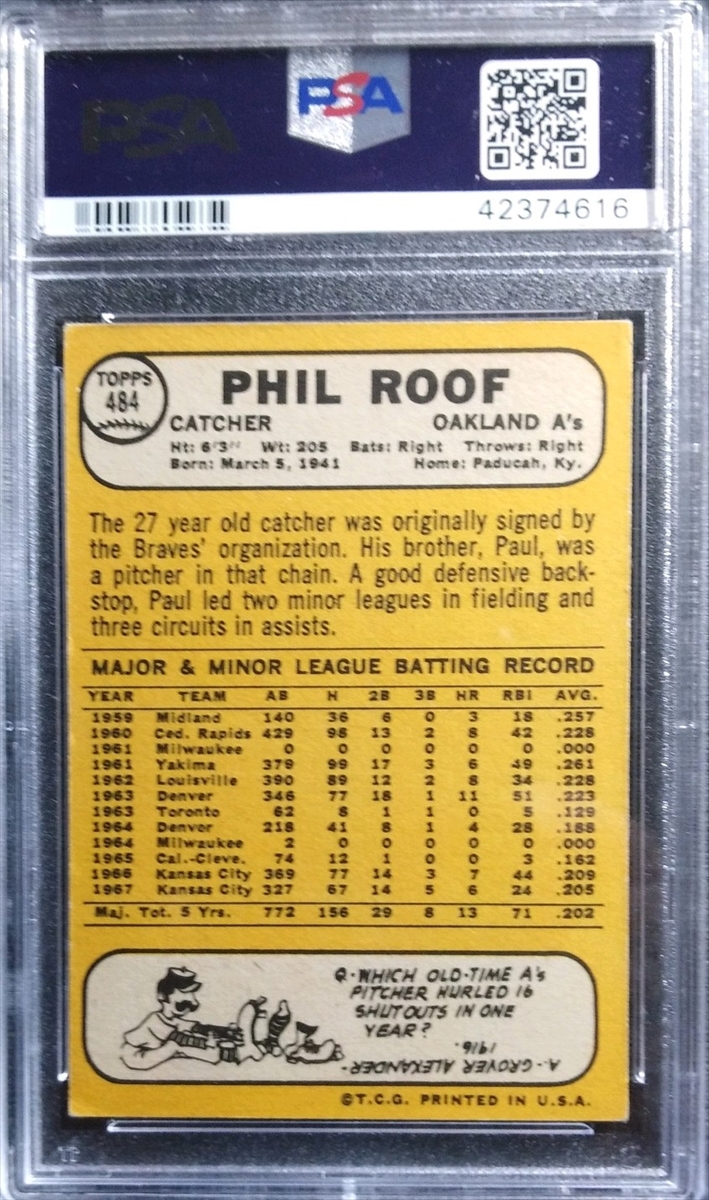 PSA
PSA
42374616
TOPPS
484
PHIL ROOF
CATCHER OAKLAND A's
Ht: 6'3" Wt: 205 Bats: Right Throws: Right
Born: March 5, 1941 Home: Paducah, Ky.
The 27 year old catcher was originally signed by
the Braves' organization. His brother, Paul, was
a pitcher in that chain. A good defensive back-
stop, Paul led two minor leagues in fielding and
three circuits in assists.
MAJOR & MINOR LEAGUE BATTING RECORD
YEAR TEAM AB H 2B 3B HR RBI AVG.
1959 Midland 140 36 6 0 3 18 .257
1960 Ced. Rapids 429 98 13 2 8 42 .228
1961 Milwaukee 0 0 0 0 0 0 .000
1961 Yakima 379 99 17 3 6 49 .261
1962 Louisville 390 89 12 2 8 34 .228
1963 Denver 346 77 18 1 11 51 .223
1963 Toronto 62 8 1 1 0 5 .129
1964 Denver 218 41 8 1 4 28 .188
1964 Milwaukee 2 0 0 0 0 0 .000
1965 Cal.-Cleve. 74 12 1 0 0 3 .162
1966 Kansas City 369 77 14 3 7 44 .209
1967 Kansas City 327 67 14 5 6 24 .205
Maj. Tot. 5 Yrs. 772 156 29 8 13 71 .202
Q-WHICH OLD-TIME A's
PITCHER HURLED 16
SHUTOUTS IN ONE
YEAR?
A-GROVER ALEXANDER-
1916.
©T.C.G. PRINTED IN U.S.A.